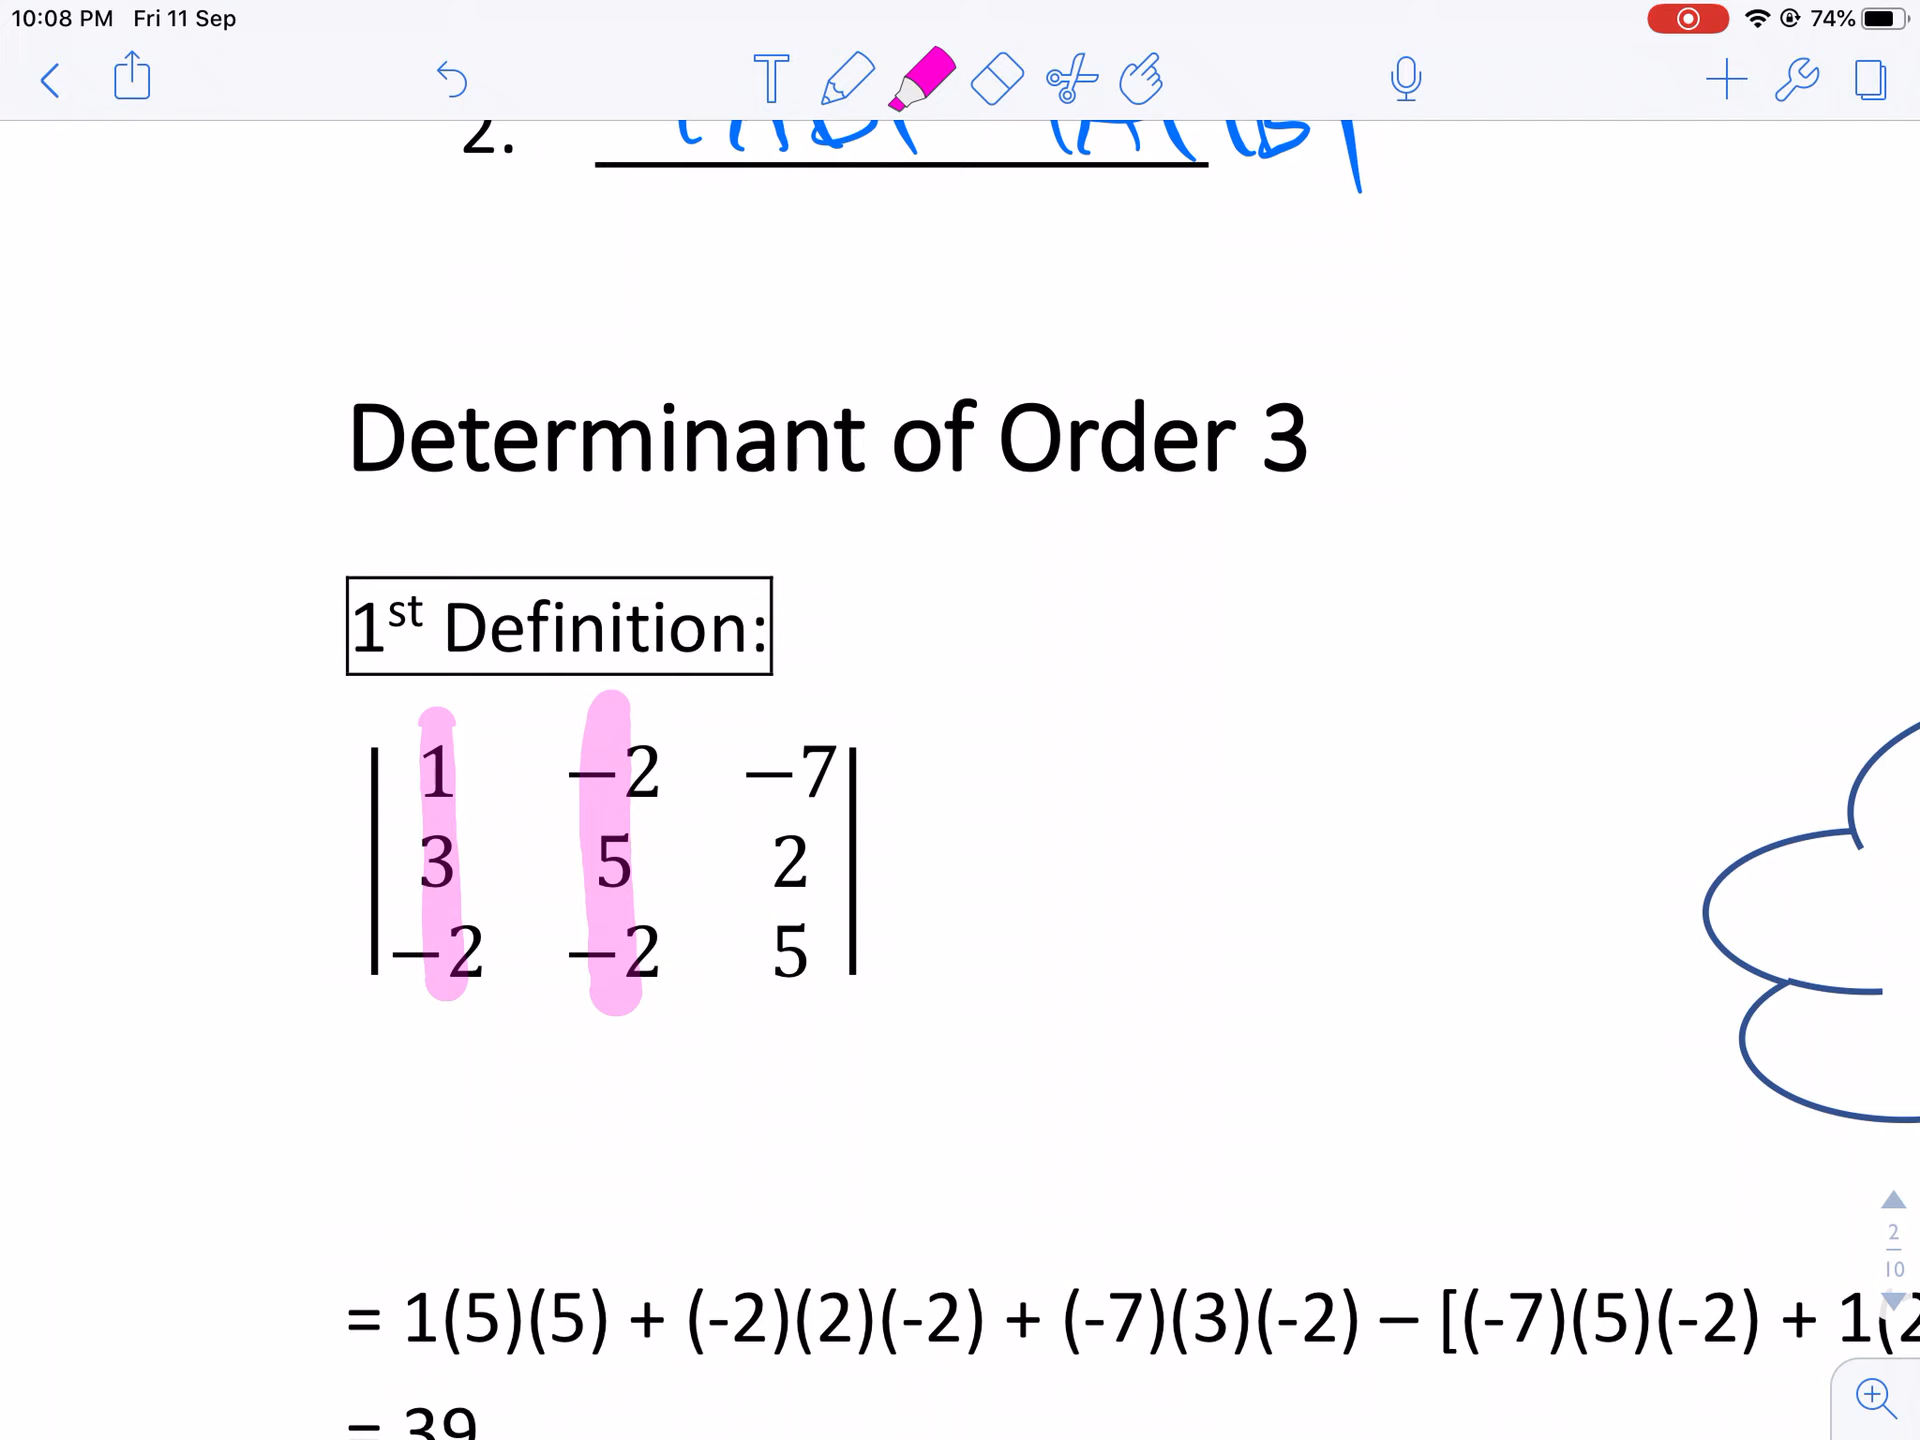 10:08 PM Fri 11 Sep 74%
T
2.
Determinant of Order 3
1st Definition:
1 −2 −7
3 5 2
−2 −2 5
2
10
= 1(5)(5) + (-2)(2)(-2) + (-7)(3)(-2) – [(-7)(5)(-2) + 1(2
= 39